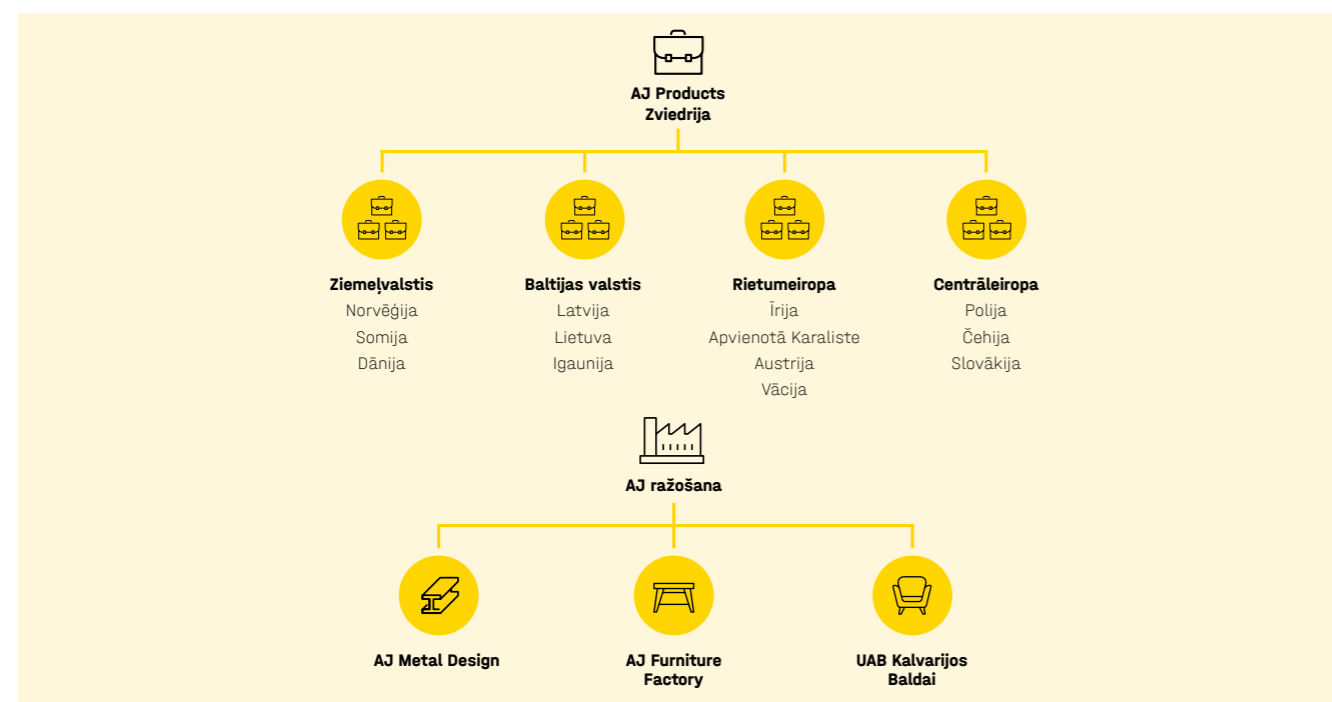 AJ Products
Zviedrija
Ziemeļvalstis
Norvēģija
Somija
Dānija
Baltijas valstis
Latvija
Lietuva
Igaunija
Rietumeiropa
Īrija
Apvienotā Karaliste
Austrija
Vācija
Centrāleiropa
Polija
Čehija
Slovākija
AJ ražošana
AJ Metal Design
AJ Furniture
Factory
UAB Kalvarijos
Baldai